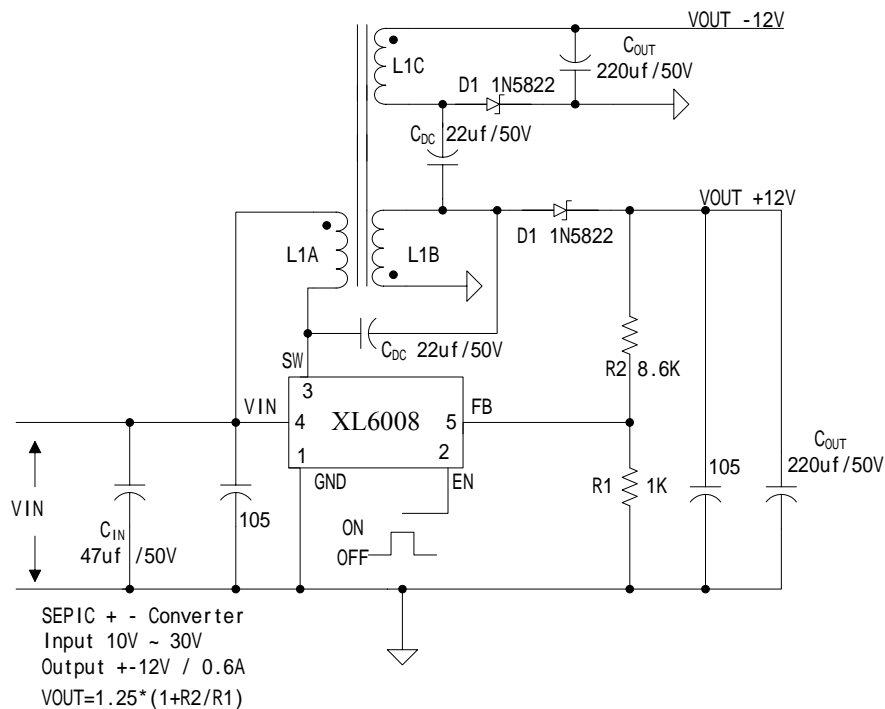 VOUT -12V
COUT
220uf/50V
L1C
D1 1N5822
CDC 22uf/50V
VOUT +12V
D1 1N5822
L1A
L1B
CDC 22uf/50V
SW
R2 8.6K
3
VIN
4 XL6008 5
FB
1
2
GND
EN
R1 1K
105
COUT
220uf/50V
VIN
CIN
47uf /50V
105
ON
OFF
SEPIC + - Converter
Input 10V ~ 30V
Output +-12V / 0.6A
VOUT=1.25*(1+R2/R1)